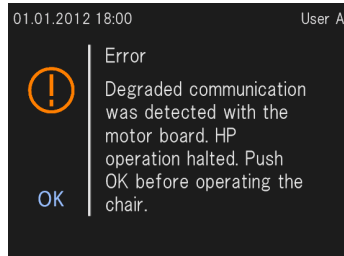 01.01.2012 18:00 User A
Error
Degraded communication
was detected with the
motor board. HP
operation halted. Push
OK before operating the
chair.
OK